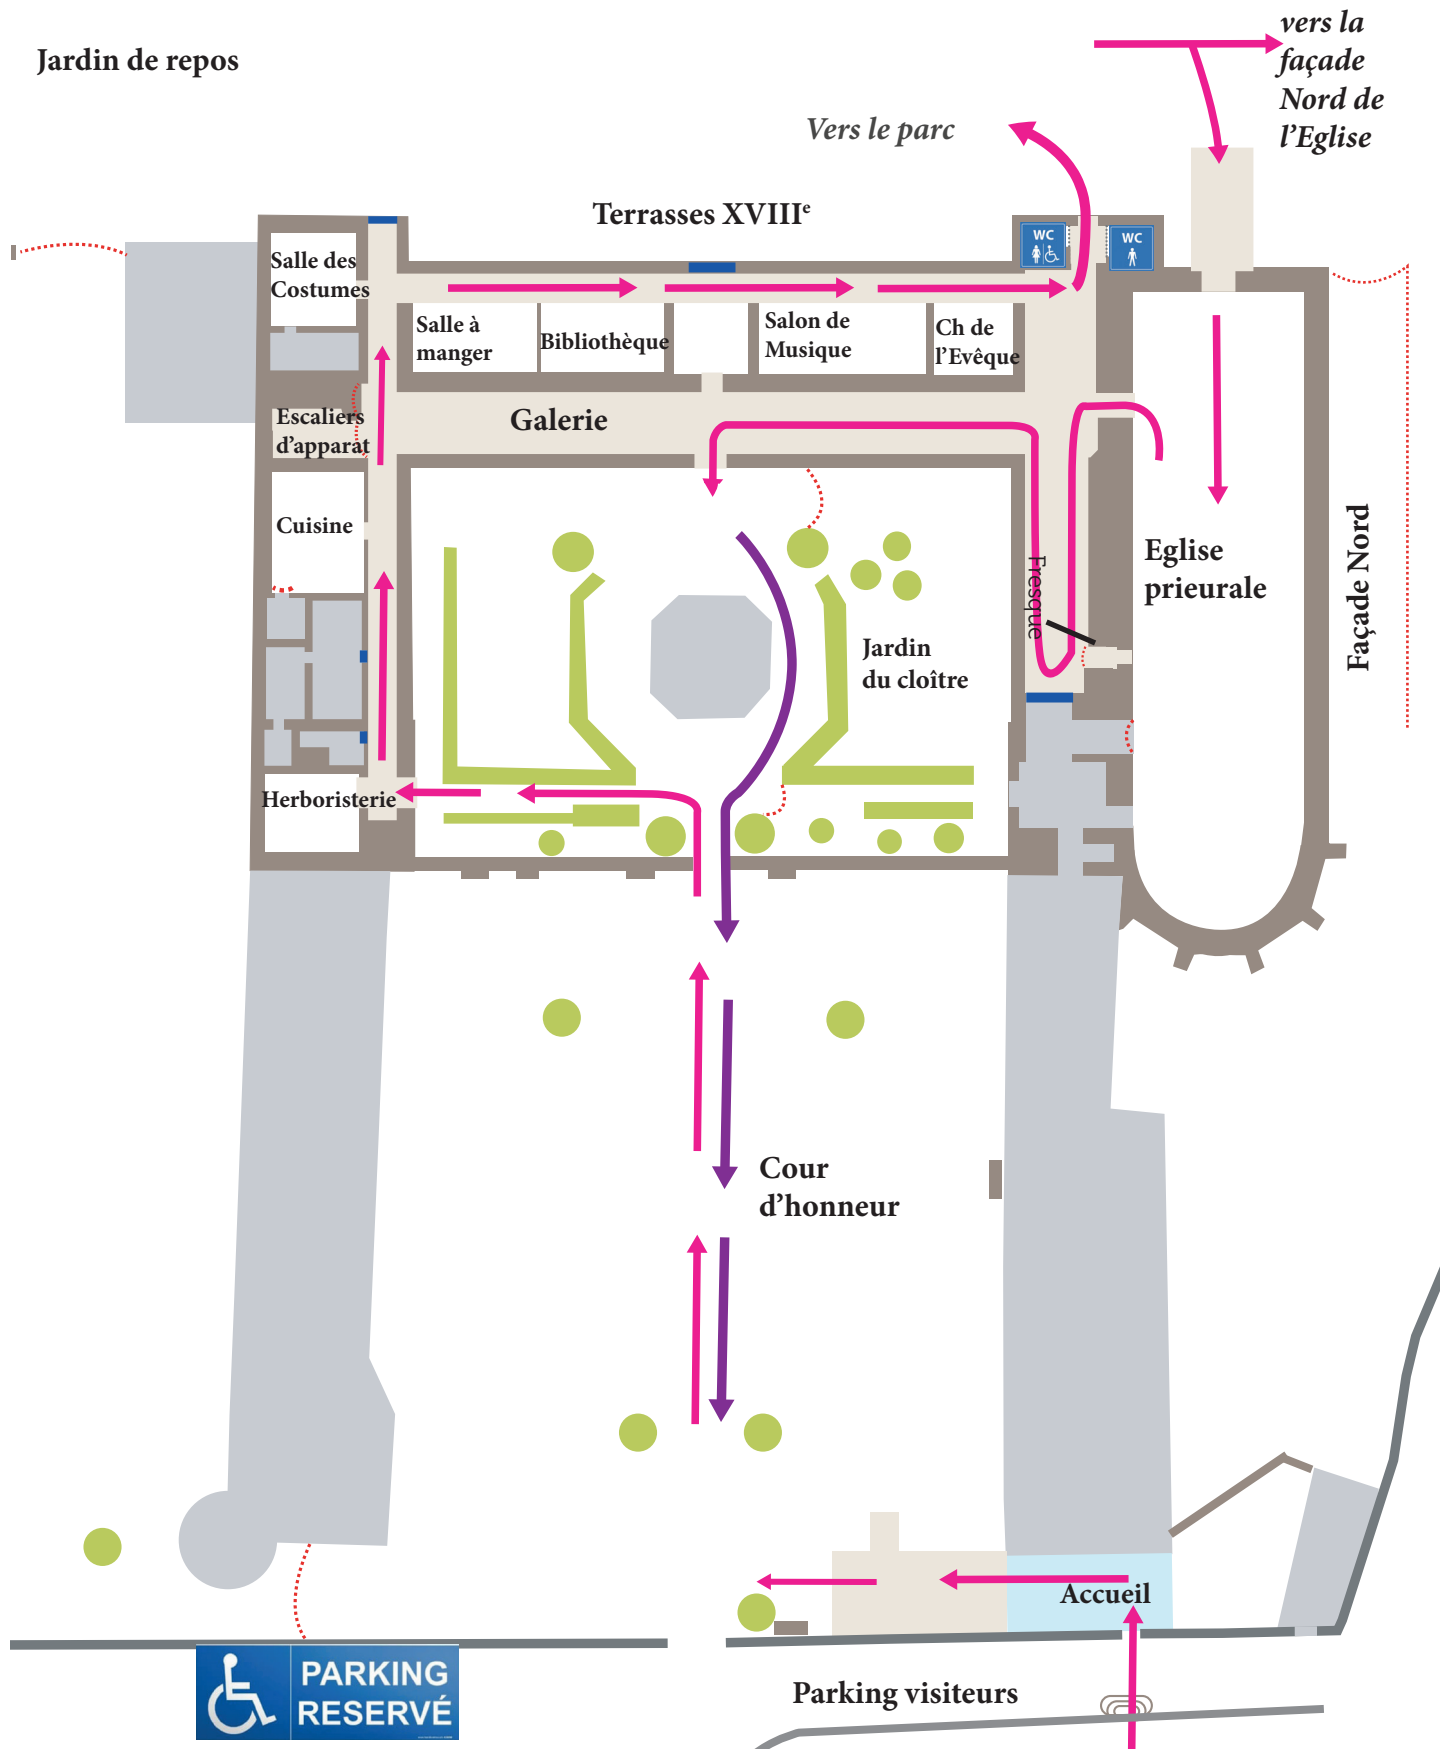 vers la
façade
Nord de
l’Eglise
Jardin de repos
Vers le parc
Terrasses XVIIIe
WC
WC
Salle des
Costumes
Salle à
manger
Bibliothèque
Salon de
Musique
Ch de
l’Evêque
Escaliers
d’apparat
Galerie
Cuisine
Fresque
Eglise
prieurale
Façade Nord
Jardin
du cloître
Herboristerie
Cour
d’honneur
Accueil
PARKING
RESERVÉ
Parking visiteurs